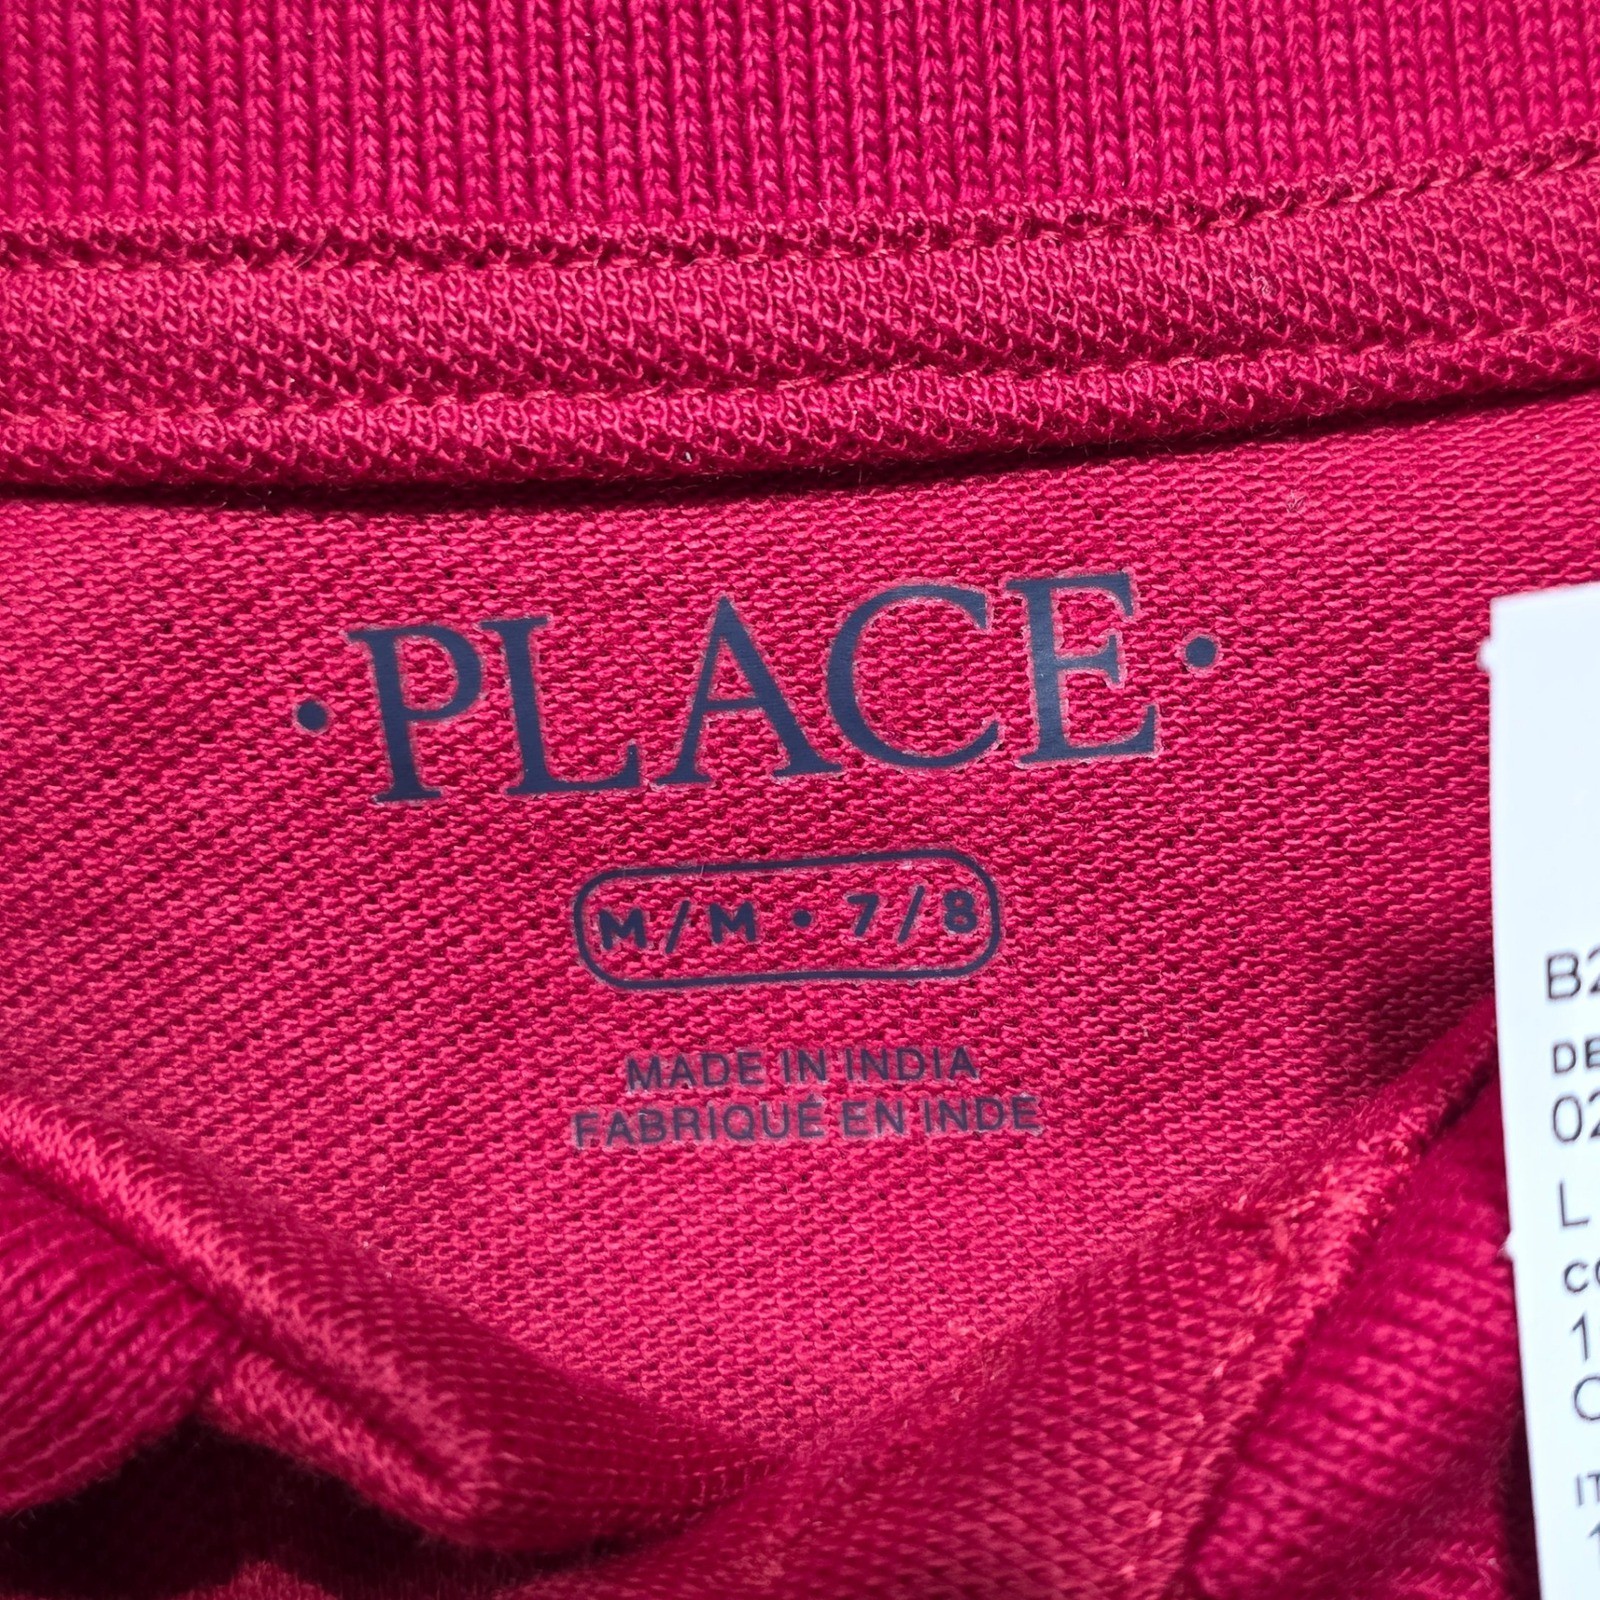 • PLACE •
M/M • 7/8
MADE IN INDIA
FABRIQUÉ EN INDE
L